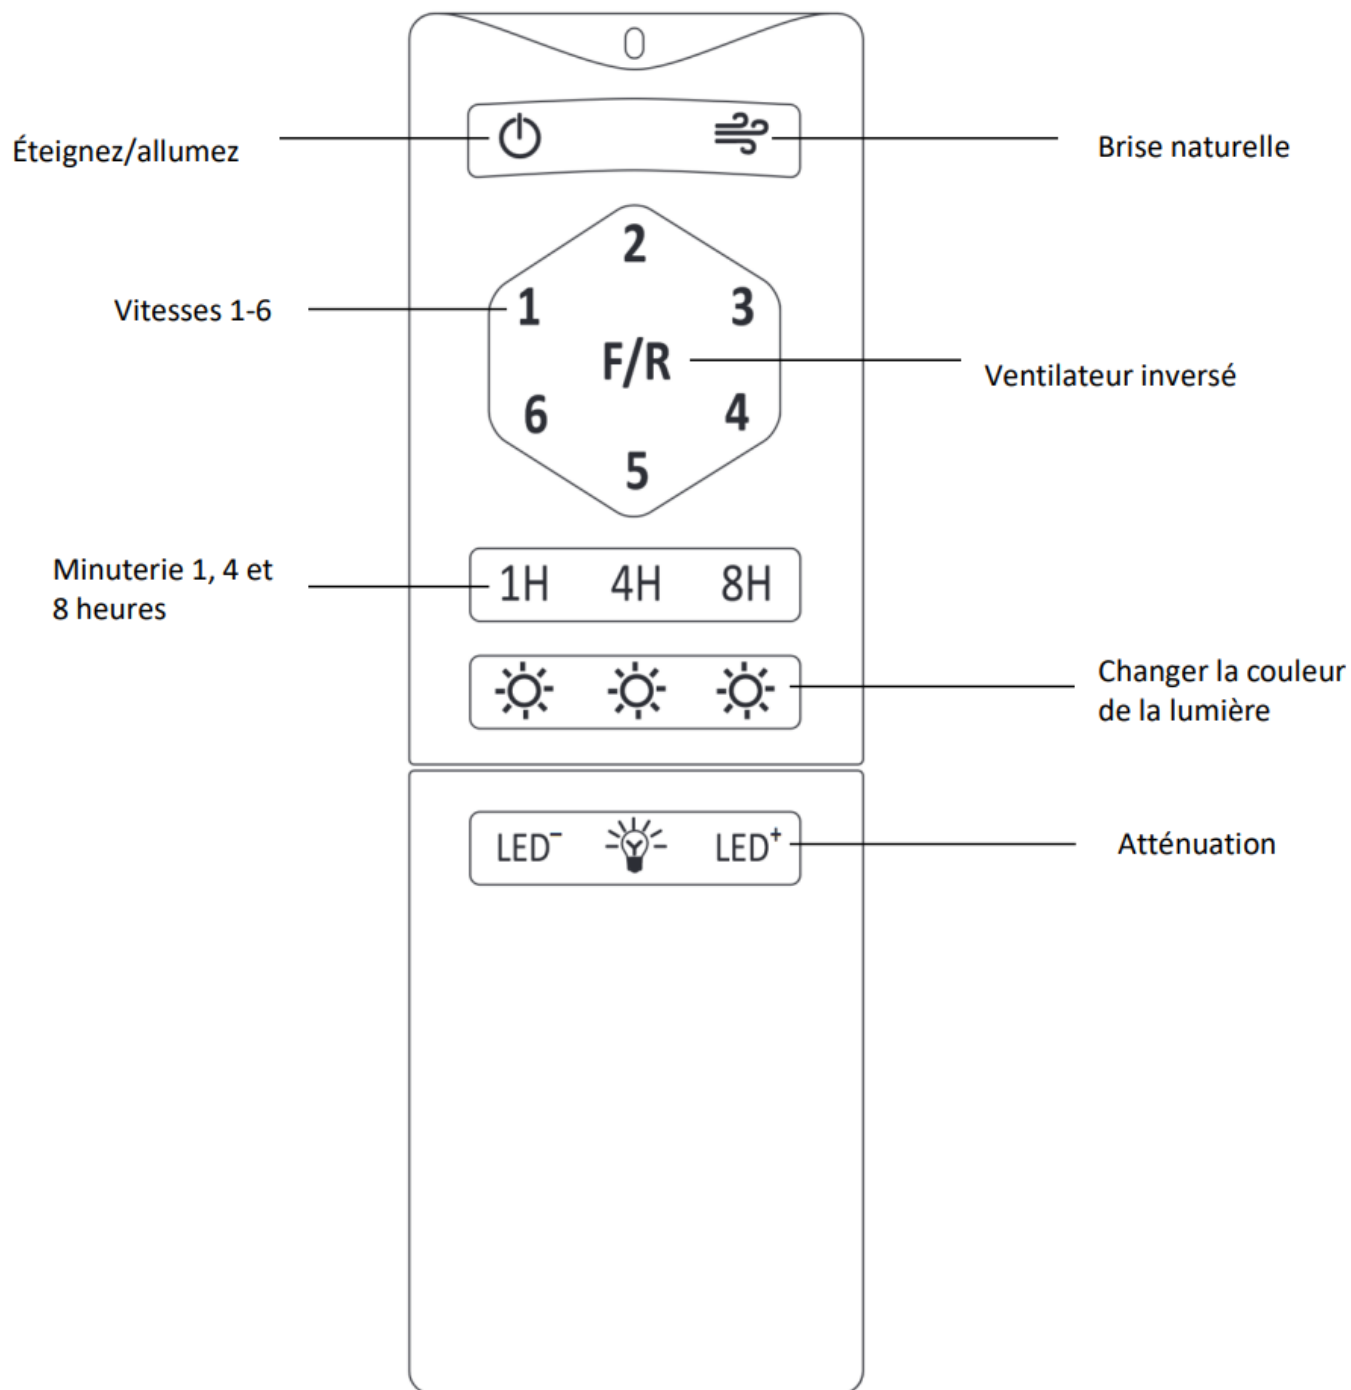 Éteignez/allumez
Brise naturelle
2
Vitesses 1-6
1
3
F/R
Ventilateur inversé
6
4
5
Minuterie 1, 4 et
8 heures
1H 4H 8H
Changer la couleur
de la lumière
LED- LED+
Atténuation